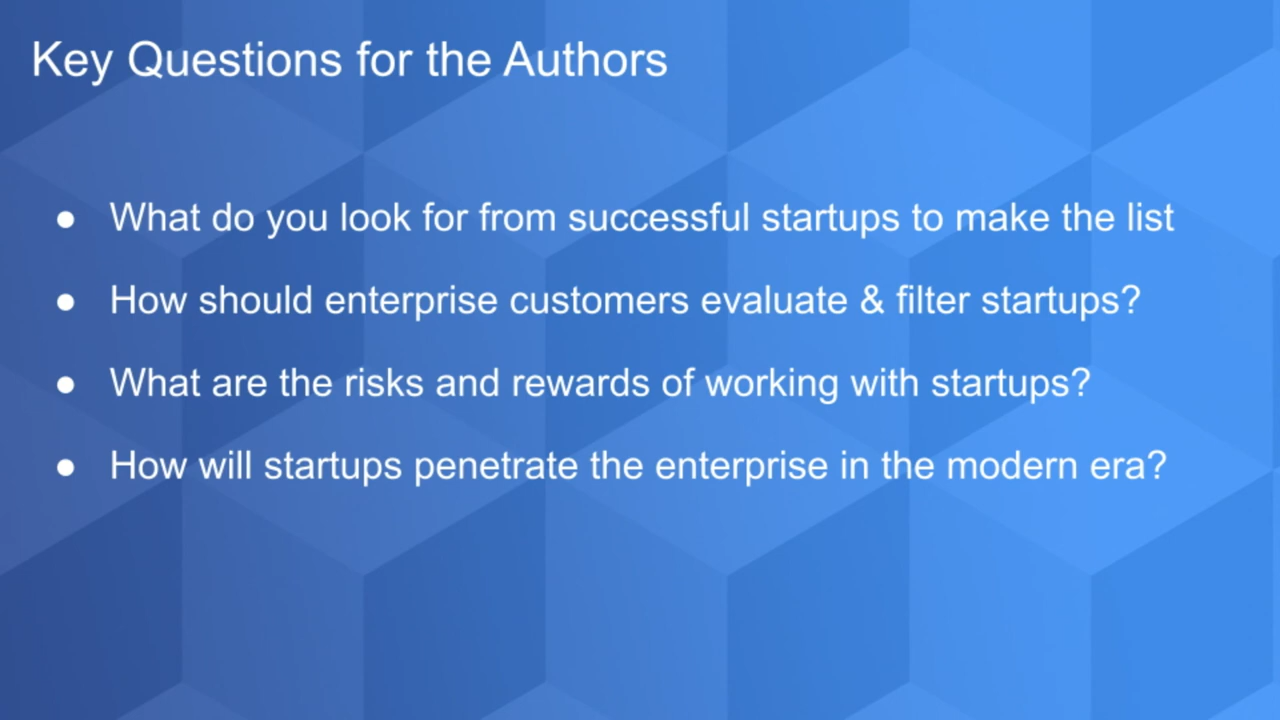 Key Questions for the Authors
● What do you look for from successful startups to make the list
● How should enterprise customers evaluate & filter startups?
● What are the risks and rewards of working with startups?
● How will startups penetrate the enterprise in the modern era?